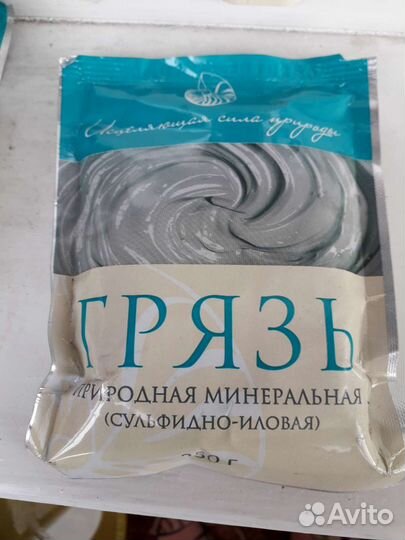 Исцеляющая сила природы
ГРЯЗЬ
ПРИРОДНАЯ МИНЕРАЛЬНАЯ
(СУЛЬФИДНО-ИЛОВАЯ)
Avito